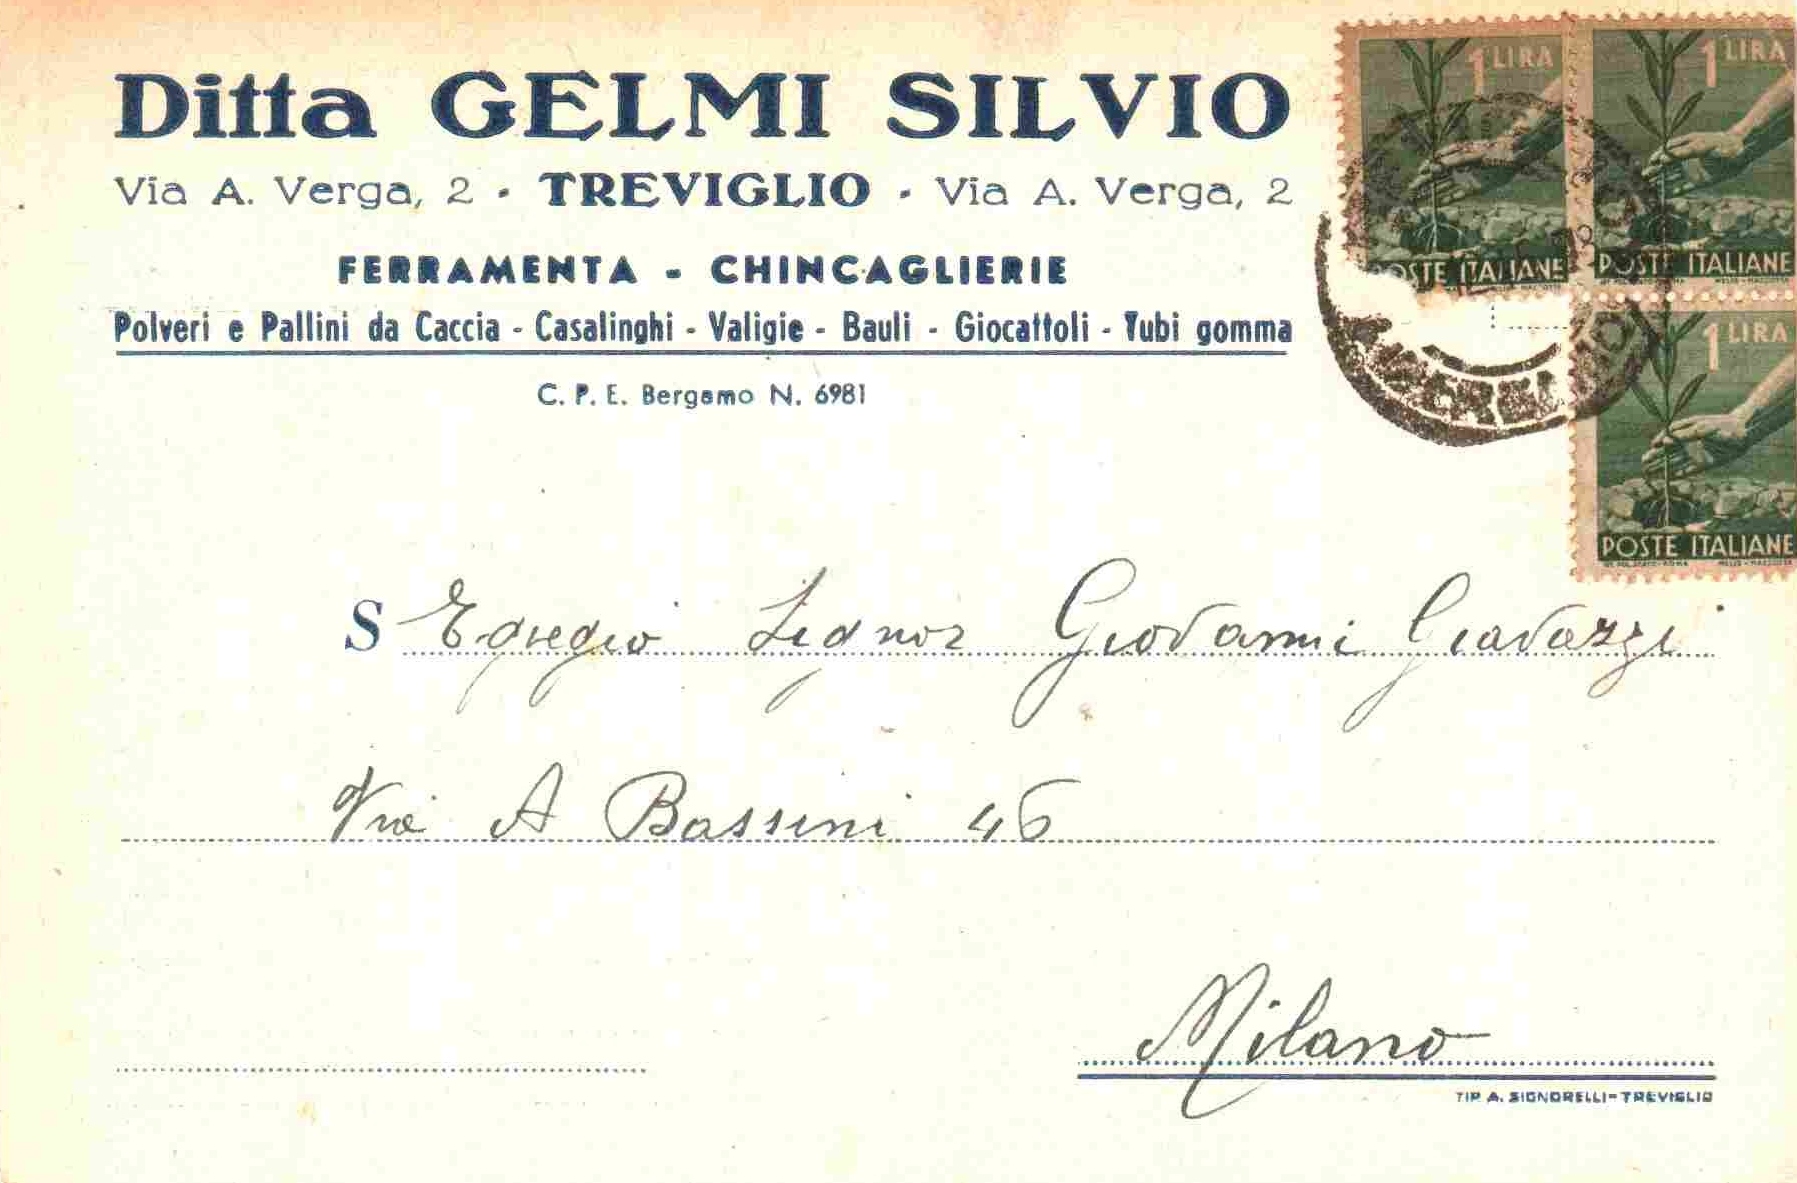 Ditta GELMI SILVIO
Via A. Verga, 2 - TREVIGLIO - Via A. Verga, 2
FERRAMENTA - CHINCAGLIERIE
Polveri e Pallini da Caccia - Casalinghi - Valigie - Bauli - Giocattoli - Tubi gomma
C. P. E. Bergamo N. 6981
1 LIRA
1 LIRA
POSTE ITALIANE
POSTE ITALIANE
1 LIRA
POSTE ITALIANE
S Egregio Signor Giovanni Giavazzi
Via A Bassini 46
Milano
TIP. A. SIGNORELLI - TREVIGLIO